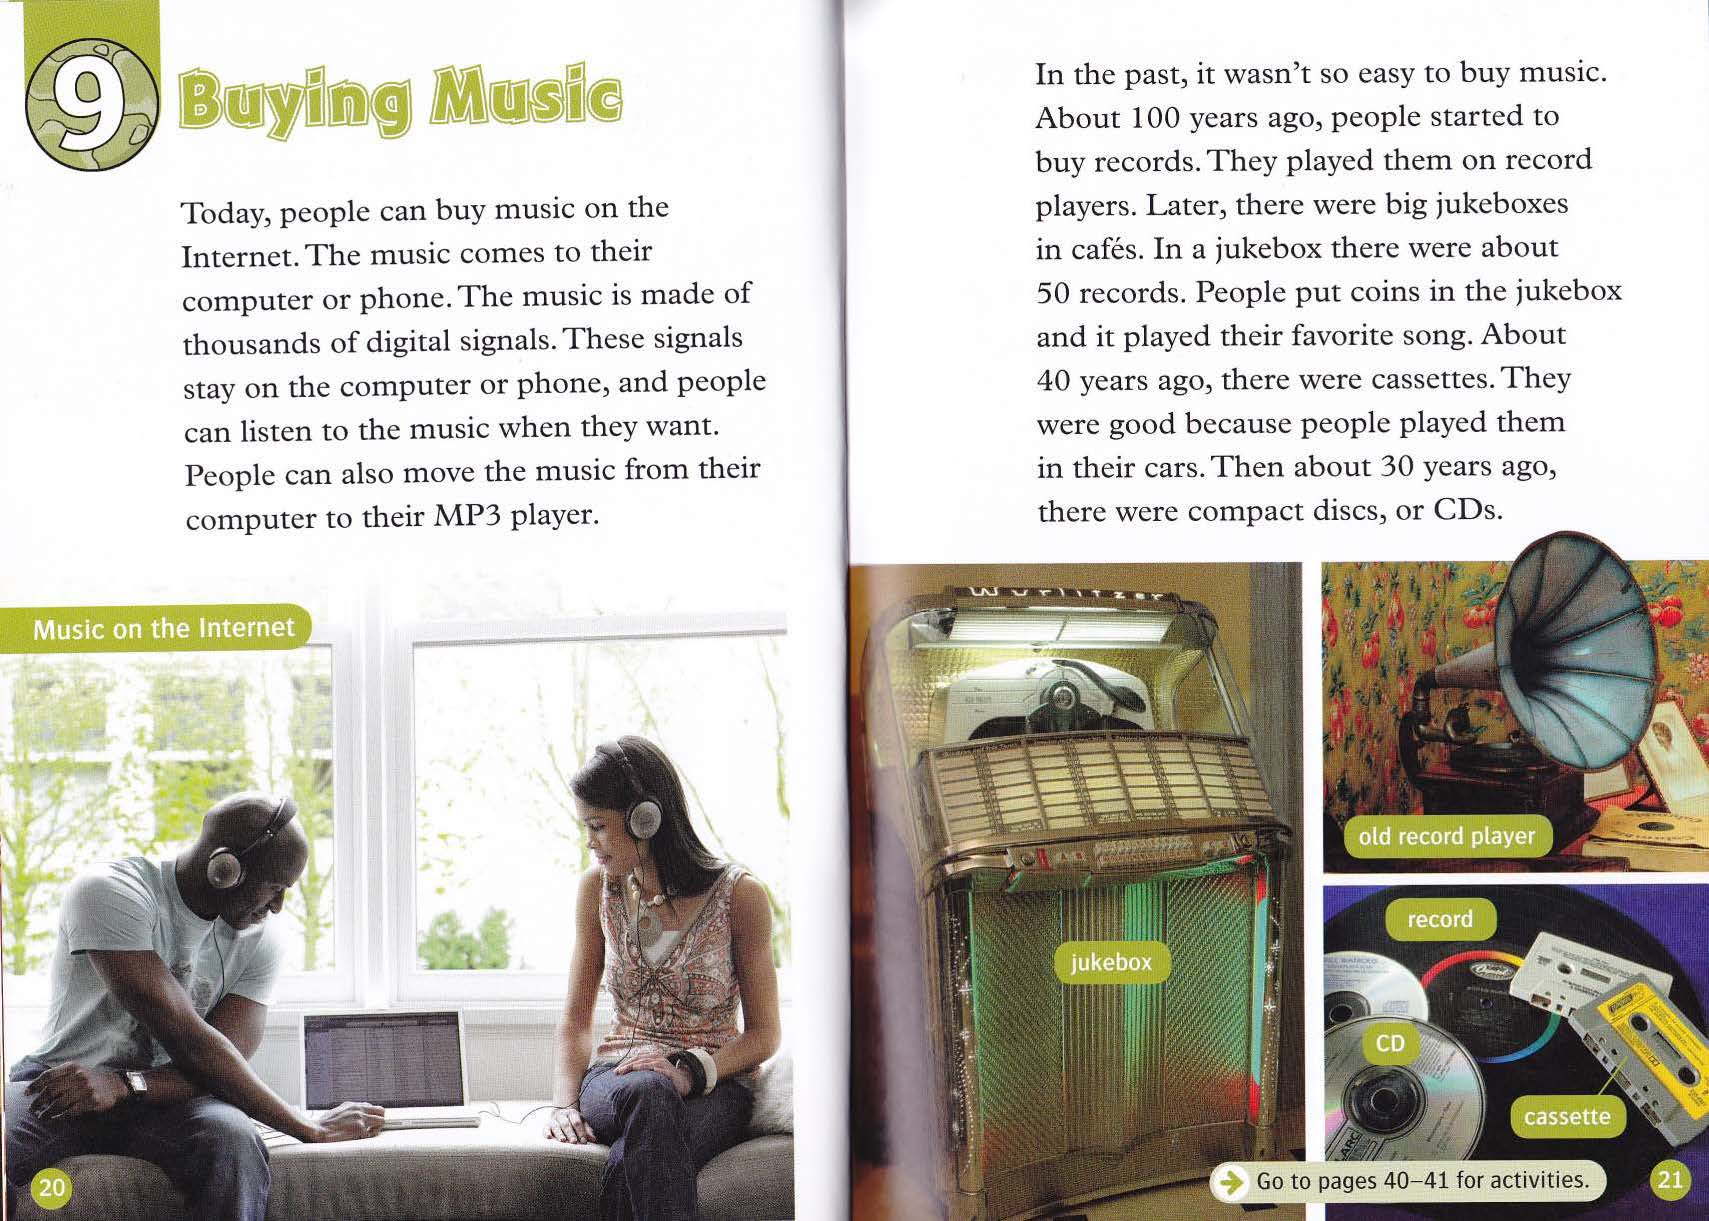 9 Buying Music
Today, people can buy music on the
Internet. The music comes to their
computer or phone. The music is made of
thousands of digital signals. These signals
stay on the computer or phone, and people
can listen to the music when they want.
People can also move the music from their
computer to their MP3 player.
Music on the Internet
20
In the past, it wasn't so easy to buy music.
About 100 years ago, people started to
buy records. They played them on record
players. Later, there were big jukeboxes
in cafés. In a jukebox there were about
50 records. People put coins in the jukebox
and it played their favorite song. About
40 years ago, there were cassettes. They
were good because people played them
in their cars. Then about 30 years ago,
there were compact discs, or CDs.
Wurlitzer
jukebox
old record player
record
CD
cassette
Go to pages 40–41 for activities.
21